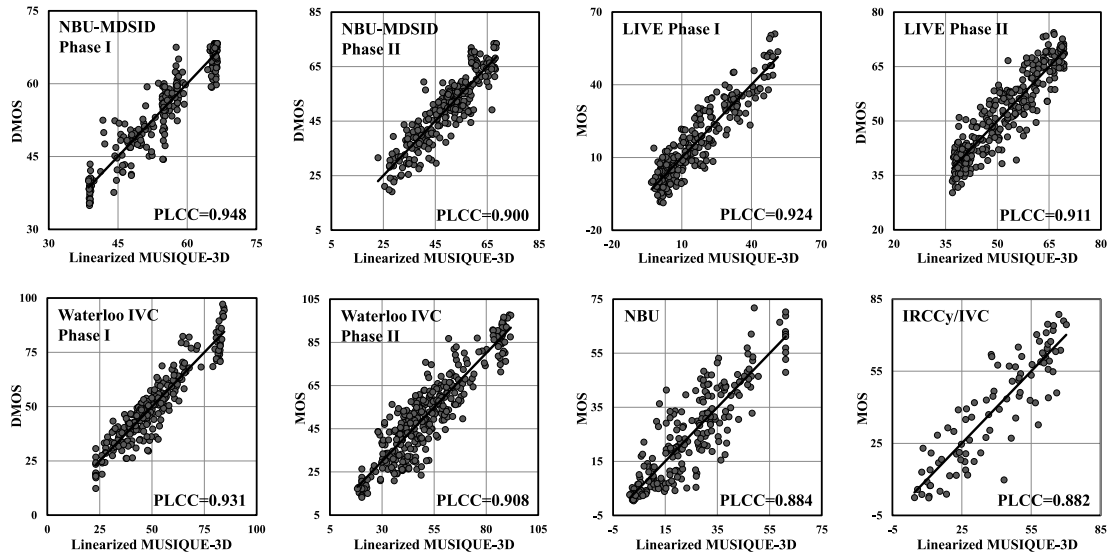 NBU-MDSID
Phase I
75
60
45
30
DMOS
PLCC=0.948
30 45 60 75
Linearized MUSIQUE-3D
NBU-MDSID
Phase II
85
65
45
25
5
DMOS
PLCC=0.900
5 25 45 65 85
Linearized MUSIQUE-3D
LIVE Phase I
70
40
10
-20
MOS
PLCC=0.924
-20 10 40 70
Linearized MUSIQUE-3D
LIVE Phase II
80
65
50
35
20
DMOS
PLCC=0.911
20 35 50 65 80
Linearized MUSIQUE-3D
Waterloo IVC
Phase I
100
75
50
25
0
DMOS
PLCC=0.931
0 25 50 75 100
Linearized MUSIQUE-3D
Waterloo IVC
Phase II
105
85
65
45
25
5
MOS
PLCC=0.908
5 30 55 80 105
Linearized MUSIQUE-3D
NBU
75
55
35
15
-5
MOS
PLCC=0.884
-5 15 35 55 75
Linearized MUSIQUE-3D
IRCCy/IVC
85
55
25
-5
MOS
PLCC=0.882
-5 25 55 85
Linearized MUSIQUE-3D